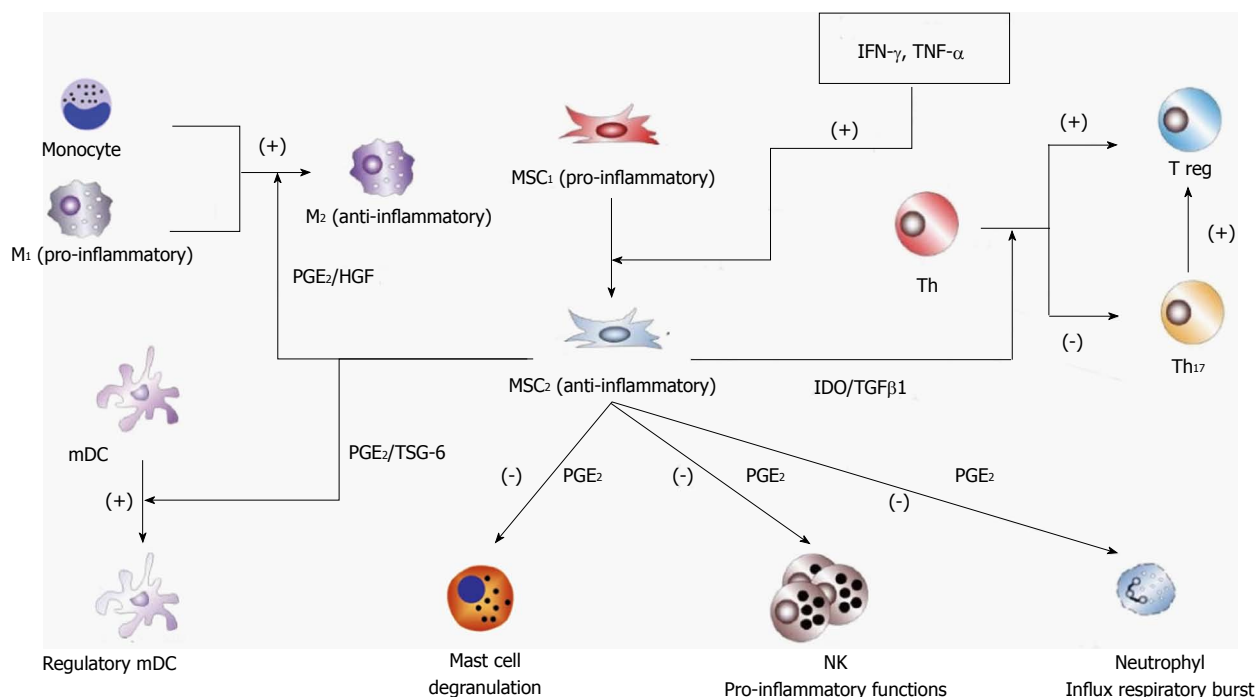 IFN-γ, TNF-α
Monocyte
(+)
(+)
(+)
T reg
MSC₁ (pro-inflammatory)
M₂ (anti-inflammatory)
M₁ (pro-inflammatory)
(+)
PGE₂/HGF
Th
(-)
Th₁₇
MSC₂ (anti-inflammatory)
IDO/TGFβ1
mDC
PGE₂/TSG-6
(+)
(-)
PGE₂
(-)
PGE₂
(-)
PGE₂
Regulatory mDC
Mast cell
degranulation
NK
Pro-inflammatory functions
Neutrophyl
Influx respiratory burst